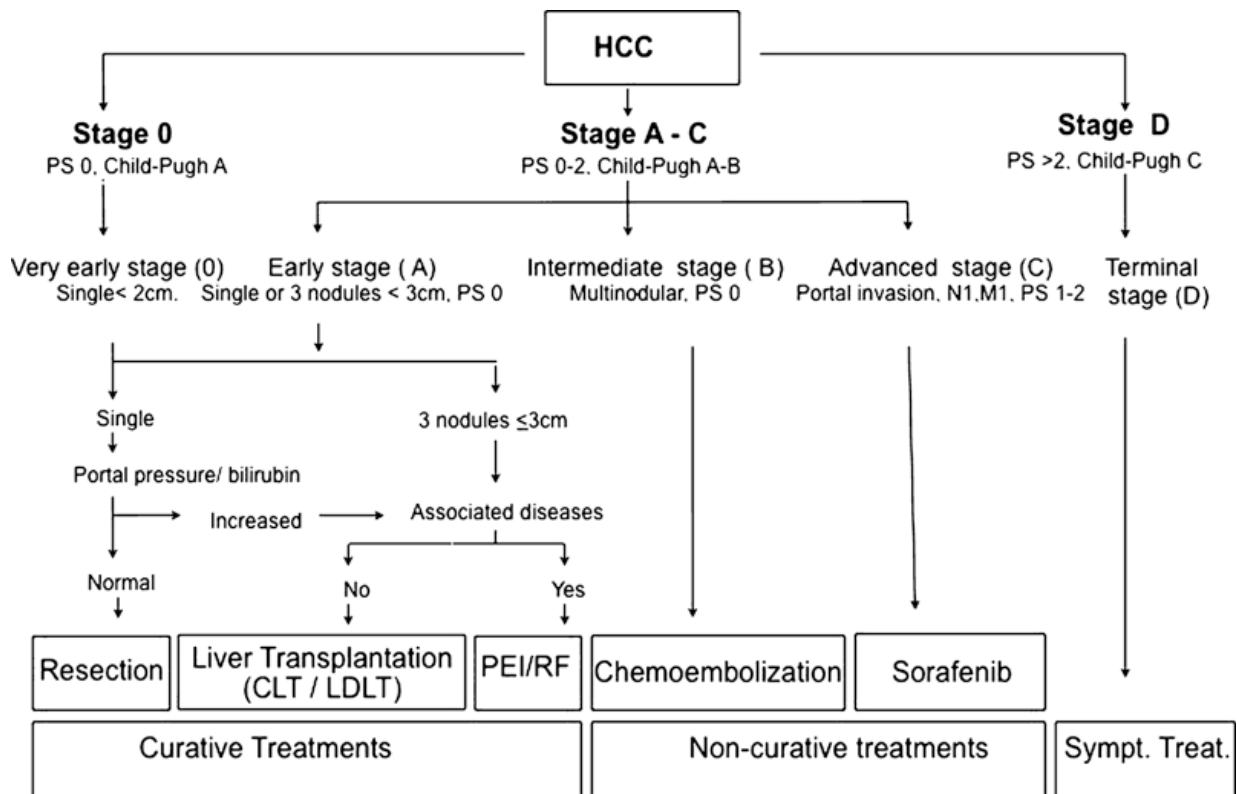 HCC
Stage 0
PS 0, Child-Pugh A
Stage A - C
PS 0-2, Child-Pugh A-B
Stage D
PS >2, Child-Pugh C
Very early stage (0)
Single< 2cm.
Early stage ( A)
Single or 3 nodules < 3cm, PS 0
Intermediate stage ( B)
Multinodular, PS 0
Advanced stage (C)
Portal invasion, N1,M1, PS 1-2
Terminal
stage (D)
Single
3 nodules ≤3cm
Portal pressure/ bilirubin
Increased
Associated diseases
Normal
No
Yes
Resection
Liver Transplantation
(CLT / LDLT)
PEI/RF
Chemoembolization
Sorafenib
Curative Treatments
Non-curative treatments
Sympt. Treat.